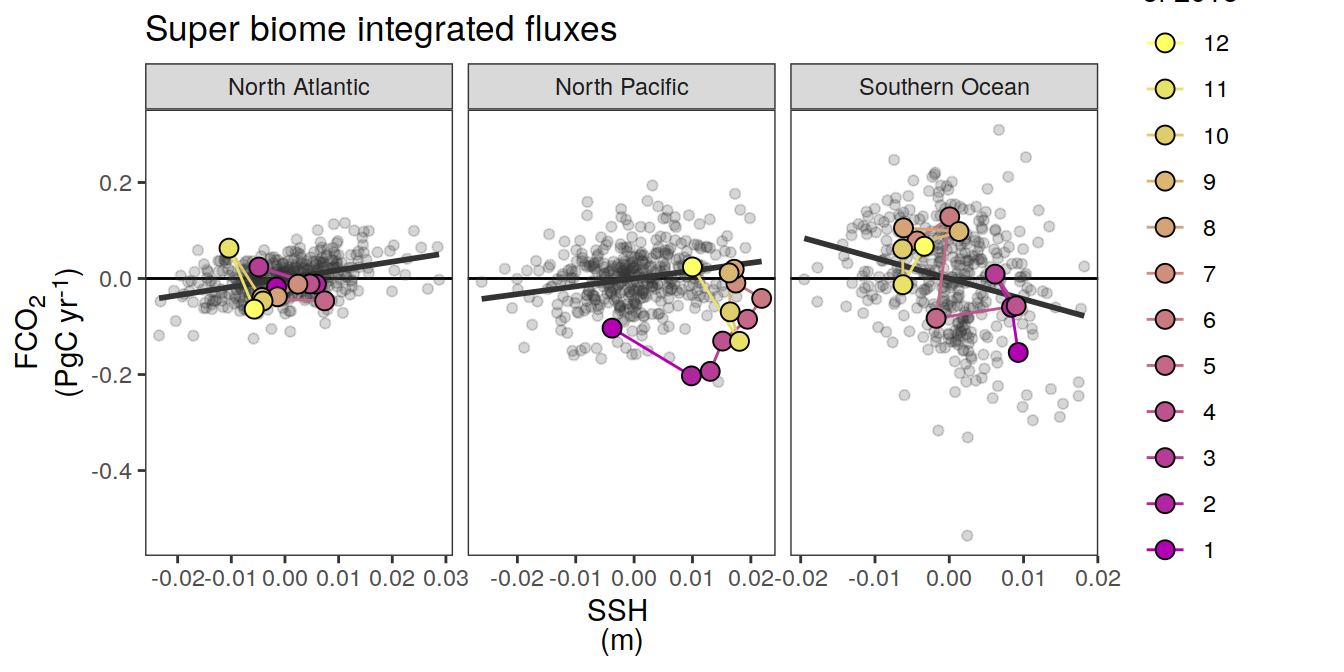 Super biome integrated fluxes
North Atlantic
North Pacific
Southern Ocean
0.2
0.0
-0.2
-0.4
FCO₂
(PgC yr⁻¹)
-0.02 -0.01 0.00 0.01 0.02 0.03
-0.02 -0.01 0.00 0.01 0.02
-0.02 -0.01 0.00 0.01 0.02
SSH
(m)
12
11
10
9
8
7
6
5
4
3
2
1